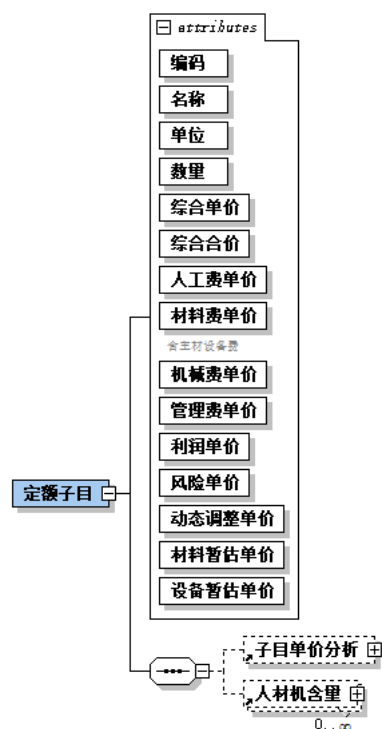 attributes
编码
名称
单位
数量
综合单价
综合合价
人工费单价
材料费单价
含主材设备费
机械费单价
管理费单价
利润单价
风险单价
定额子目
动态调整单价
材料暂估单价
设备暂估单价
子目单价分析
人材机含量
0..∞